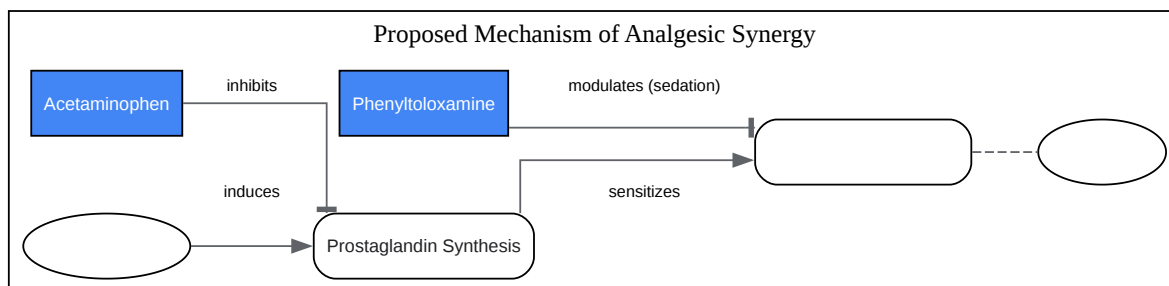 Proposed Mechanism of Analgesic Synergy
Acetaminophen
inhibits
Phenyltoloxamine
modulates (sedation)
induces
sensitizes
Prostaglandin Synthesis